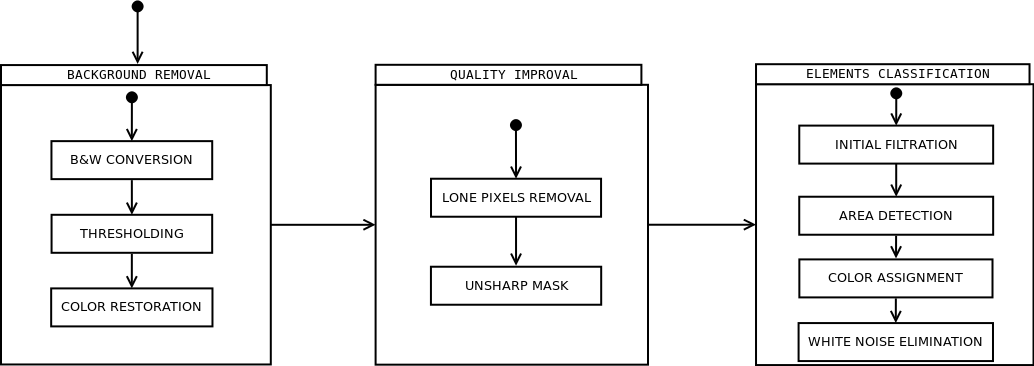 BACKGROUND REMOVAL
B&W CONVERSION
THRESHOLDING
COLOR RESTORATION
QUALITY IMPROVAL
LONE PIXELS REMOVAL
UNSHARP MASK
ELEMENTS CLASSIFICATION
INITIAL FILTRATION
AREA DETECTION
COLOR ASSIGNMENT
WHITE NOISE ELIMINATION